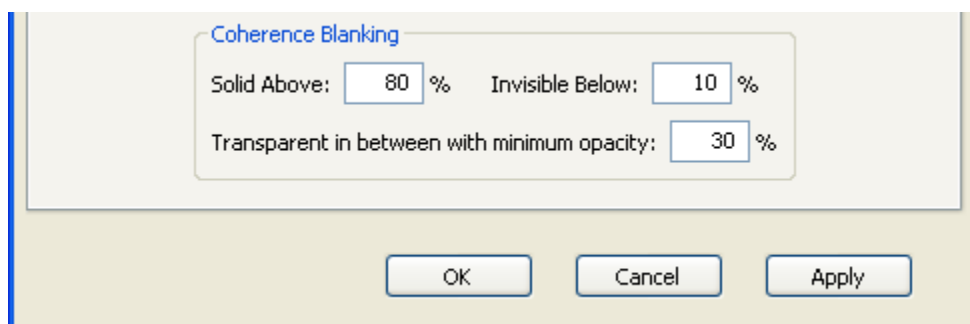 Coherence Blanking
Solid Above: 80 % Invisible Below: 10 %
Transparent in between with minimum opacity: 30 %
OK Cancel Apply